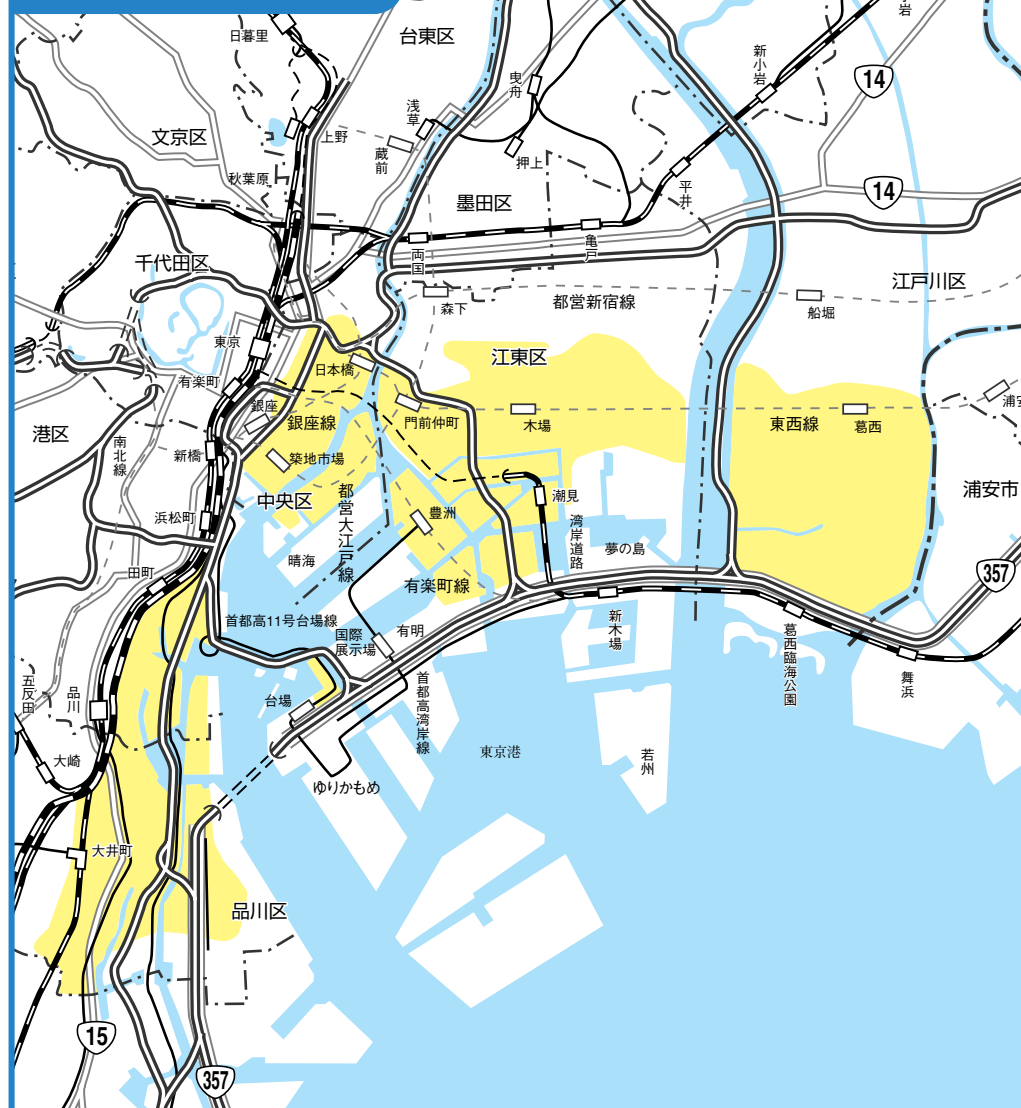 岩
日暮里
台東区
新小岩
曳舟
14
浅草
文京区
上野
蔵前
押上
秋葉原
平井
14
墨田区
両国
亀戸
千代田区
江戸川区
森下
都営新宿線
船堀
東京
日本橋
江東区
有楽町
銀座
浦安
港区
銀座線
門前仲町
木場
東西線
葛西
南北線
新橋
築地市場
浦安市
中央区
都営大江戸線
潮見
豊洲
浜松町
湾岸道路
夢の島
晴海
田町
有楽町線
357
首都高11号台場線
国際展示場
有明
新木場
葛西臨海公園
五反田
品川
台場
首都高湾岸線
舞浜
大崎
東京港
若州
ゆりかもめ
大井町
品川区
15
357